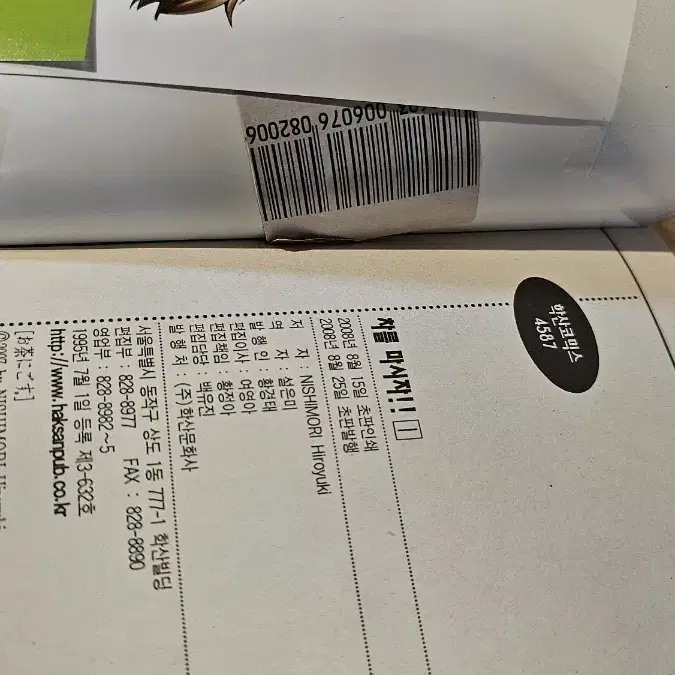 006076 082006
학산코믹스
4587
차를 마시자!! 1
2008년 8월 15일 초판인쇄
2008년 8월 25일 초판발행
저 자 : NISHIMORI Hiroyuki
역 자 : 선은미
발 행 인 : 황경태
편집이사 : 여영아
편집책임 : 황정아
편집담당 : 배유진
발 행 처 : (주)학산문화사
서울특별시 동작구 상도 1동 777-1 학산빌딩
편집부 : 828-8977 FAX : 828-8890
영업부 : 828-8982~5
1995년 7월 1일 등록 제3-632호
http://www.haksanpub.co.kr
[お茶にごす]